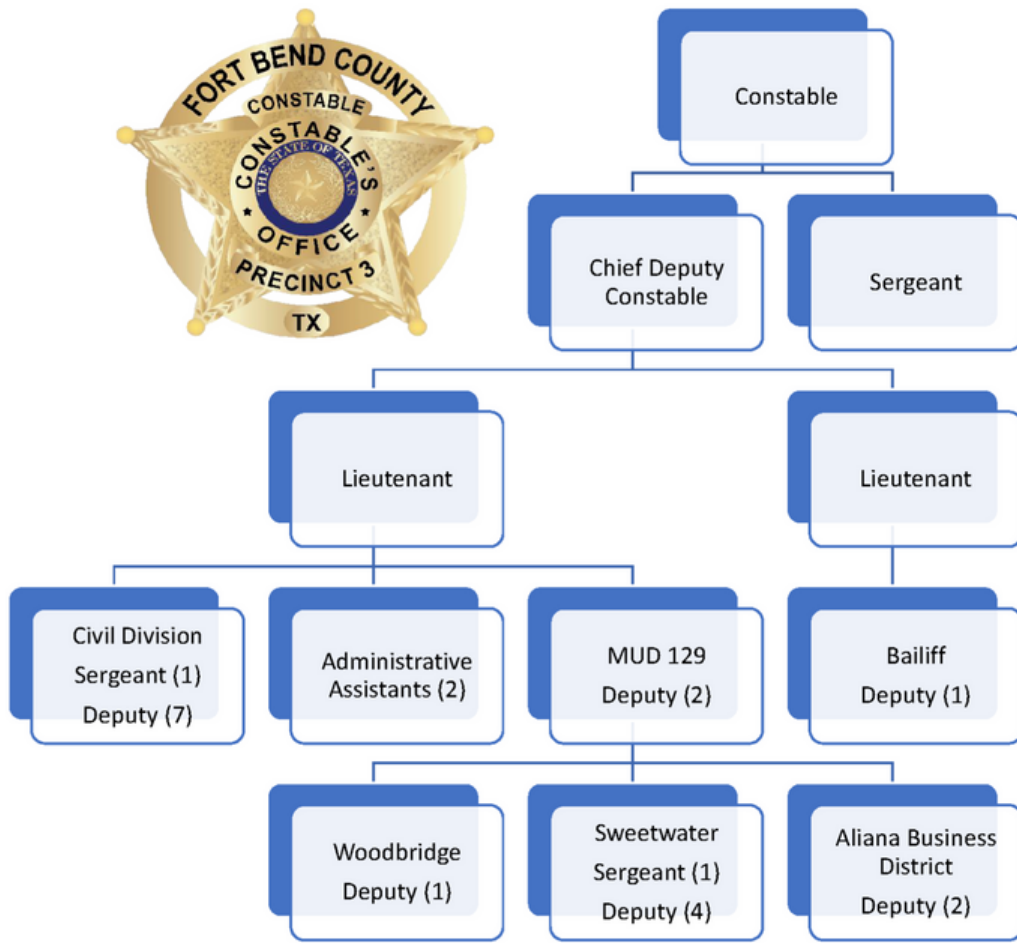 FORT BEND COUNTY
CONSTABLE
CONSTABLE'S
THE STATE OF TEXAS
OFFICE
PRECINCT 3
TX
Constable
Chief Deputy
Constable
Sergeant
Lieutenant
Lieutenant
Civil Division
Sergeant (1)
Deputy (7)
Administrative
Assistants (2)
MUD 129
Deputy (2)
Bailiff
Deputy (1)
Woodbridge
Deputy (1)
Sweetwater
Sergeant (1)
Deputy (4)
Aliana Business
District
Deputy (2)